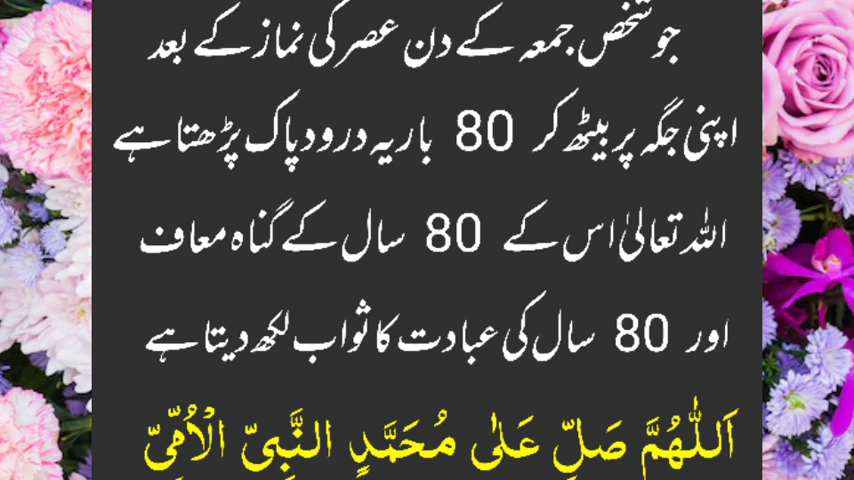 جو شخص جمعہ کے دن عصر کی نماز کے بعد
اپنی جگہ پر بیٹھ کر 80 بار یہ درود پاک پڑھتا ہے
اللہ تعالیٰ اس کے 80 سال کے گناہ معاف
اور 80 سال کی عبادت کا ثواب لکھ دیتا ہے
اَللّٰهُمَّ صَلِّ عَلٰى مُحَمَّدٍ النَّبِىِّ الْاُمِّىِّ